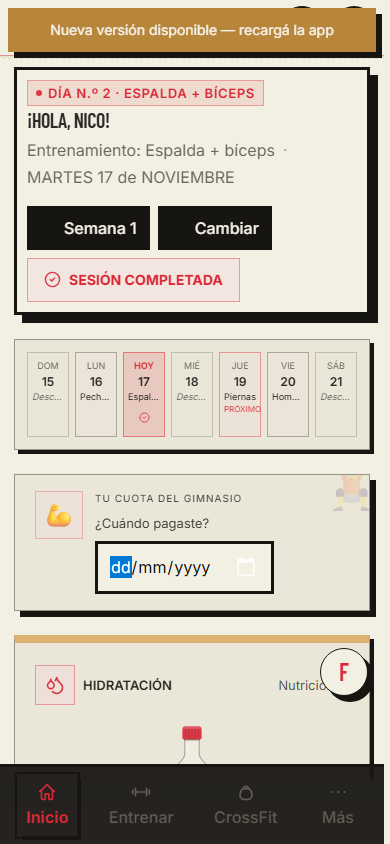 Nueva versión disponible — recargá la app
DÍA N.º 2 · ESPALDA + BÍCEPS
¡HOLA, NICO!
Entrenamiento: Espalda + bíceps ·
MARTES 17 de NOVIEMBRE
Semana 1 Cambiar
SESIÓN COMPLETADA
DOM LUN HOY MIÉ JUE VIE SÁB
15 16 17 18 19 20 21
Desc... Pech... Espal... Desc... Piernas Hom... Desc...
PRÓXIMO
TU CUOTA DEL GIMNASIO
¿Cuándo pagaste?
dd/mm/yyyy
HIDRATACIÓN Nutrició
F
Inicio Entrenar CrossFit Más